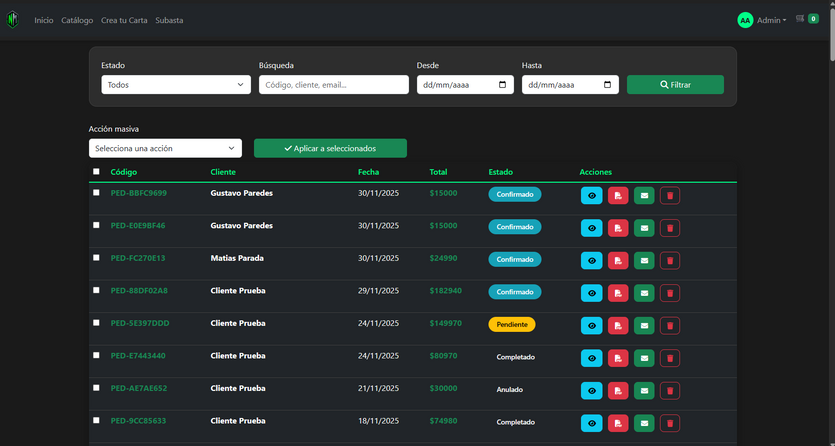 NM Inicio Catálogo Crea tu Carta Subasta AA Admin 0
Estado Búsqueda Desde Hasta
Todos Código, cliente, email... dd/mm/aaaa dd/mm/aaaa Filtrar
Acción masiva
Selecciona una acción Aplicar a seleccionados
Código Cliente Fecha Total Estado Acciones
PED-BBFC9699 Gustavo Paredes 30/11/2025 $15000 Confirmado
PED-E0E9BF46 Gustavo Paredes 30/11/2025 $15000 Confirmado
PED-FC270E13 Matias Parada 30/11/2025 $24990 Confirmado
PED-88DF02A8 Cliente Prueba 29/11/2025 $182940 Confirmado
PED-5E397DDD Cliente Prueba 24/11/2025 $149970 Pendiente
PED-E7443440 Cliente Prueba 24/11/2025 $80970 Completado
PED-AE7AE652 Cliente Prueba 21/11/2025 $30000 Anulado
PED-9CC85633 Cliente Prueba 18/11/2025 $74980 Completado